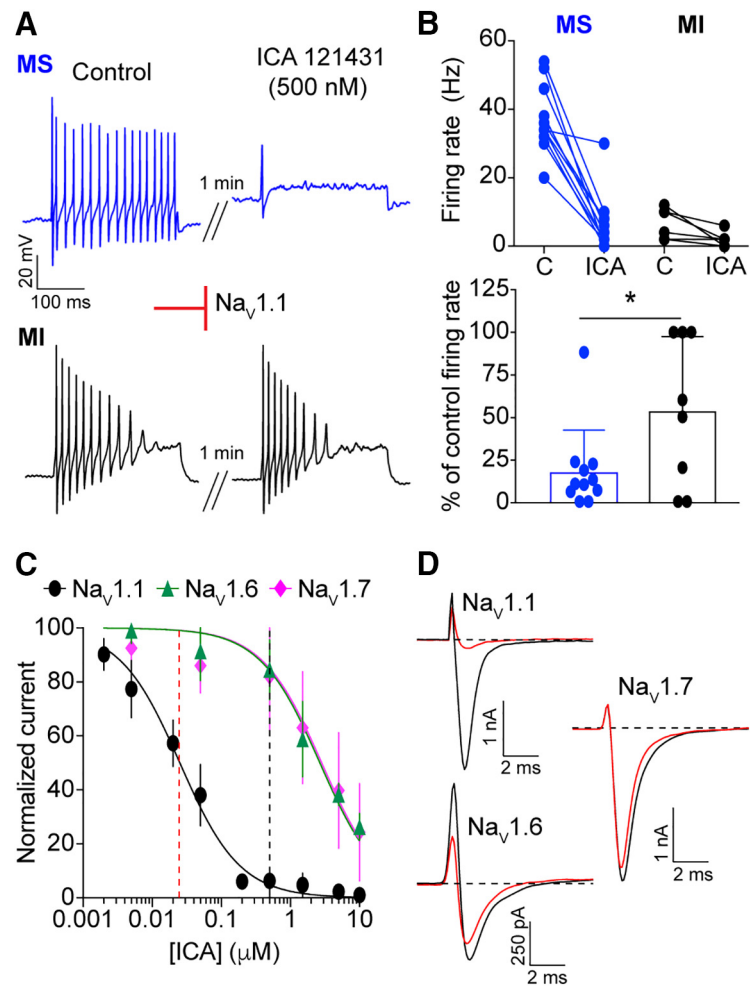 A
MS
Control
ICA 121431
(500 nM)
1 min
20 mV
100 ms
NaV1.1
MI
1 min
B
MS
MI
Firing rate (Hz)
60
40
20
0
C
ICA
C
ICA
% of control firing rate
125
100
75
50
25
0
*
C
NaV1.1
NaV1.6
NaV1.7
Normalized current
100
80
60
40
20
0
0.001
0.01
0.1
1
10
[ICA] (μM)
D
NaV1.1
1 nA
2 ms
NaV1.7
1 nA
2 ms
NaV1.6
250 pA
2 ms